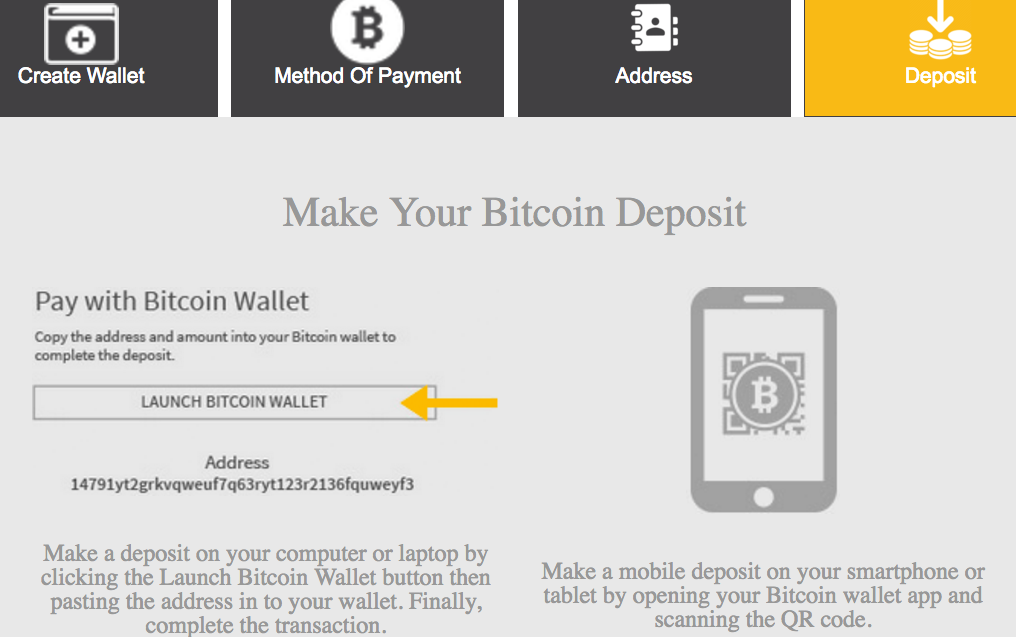 Create Wallet
Method Of Payment
Address
Deposit
Make Your Bitcoin Deposit
Pay with Bitcoin Wallet
Copy the address and amount into your Bitcoin wallet to
complete the deposit.
LAUNCH BITCOIN WALLET
Address
14791yt2grkvqweuf7q63ryt123r2136fquweyf3
Make a deposit on your computer or laptop by
clicking the Launch Bitcoin Wallet button then
pasting the address in to your wallet. Finally,
complete the transaction.
Make a mobile deposit on your smartphone or
tablet by opening your Bitcoin wallet app and
scanning the QR code.